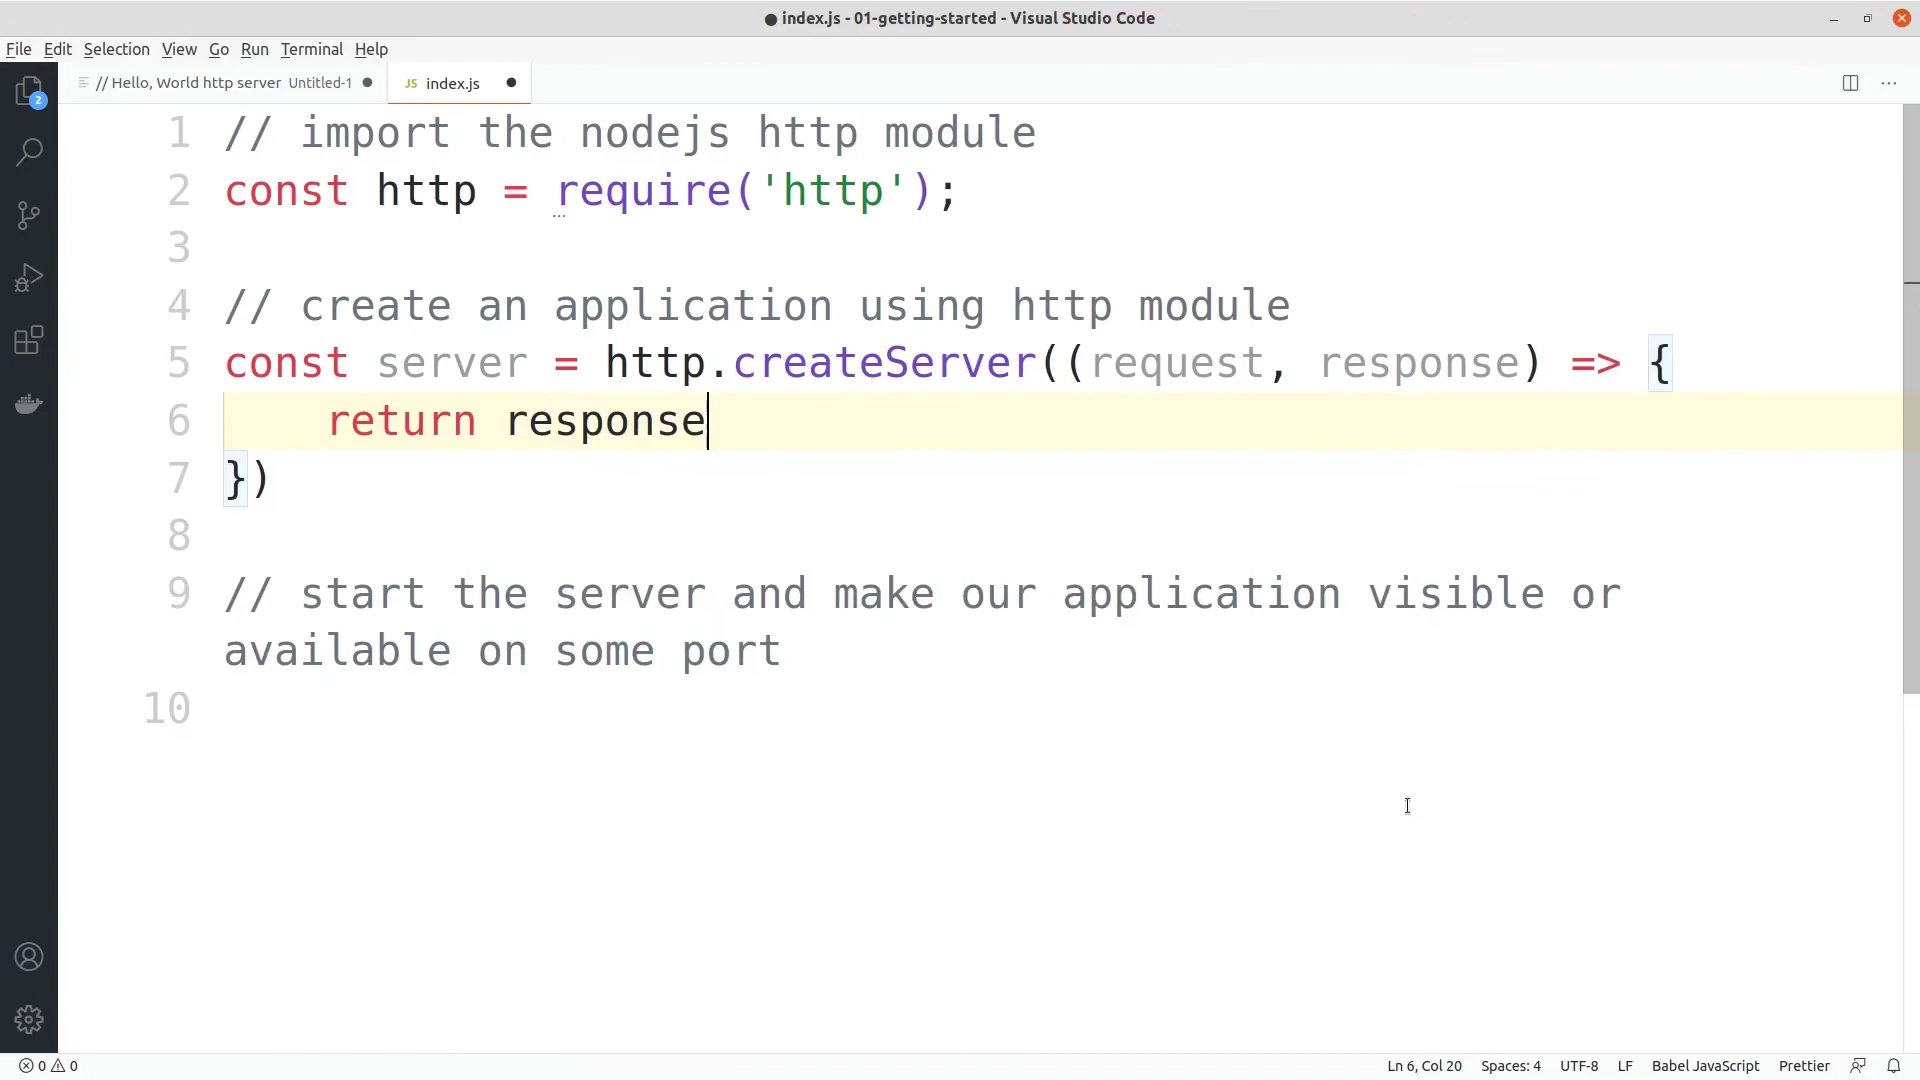 ● index.js - 01-getting-started - Visual Studio Code
File Edit Selection View Go Run Terminal Help
// Hello, World http server Untitled-1 ●
JS index.js ●
2
1 // import the nodejs http module
2 const http = require('http');
3
4 // create an application using http module
5 const server = http.createServer((request, response) => {
6 return response
7 })
8
9 // start the server and make our application visible or
available on some port
10
0 0 Ln 6, Col 20 Spaces: 4 UTF-8 LF Babel JavaScript Prettier